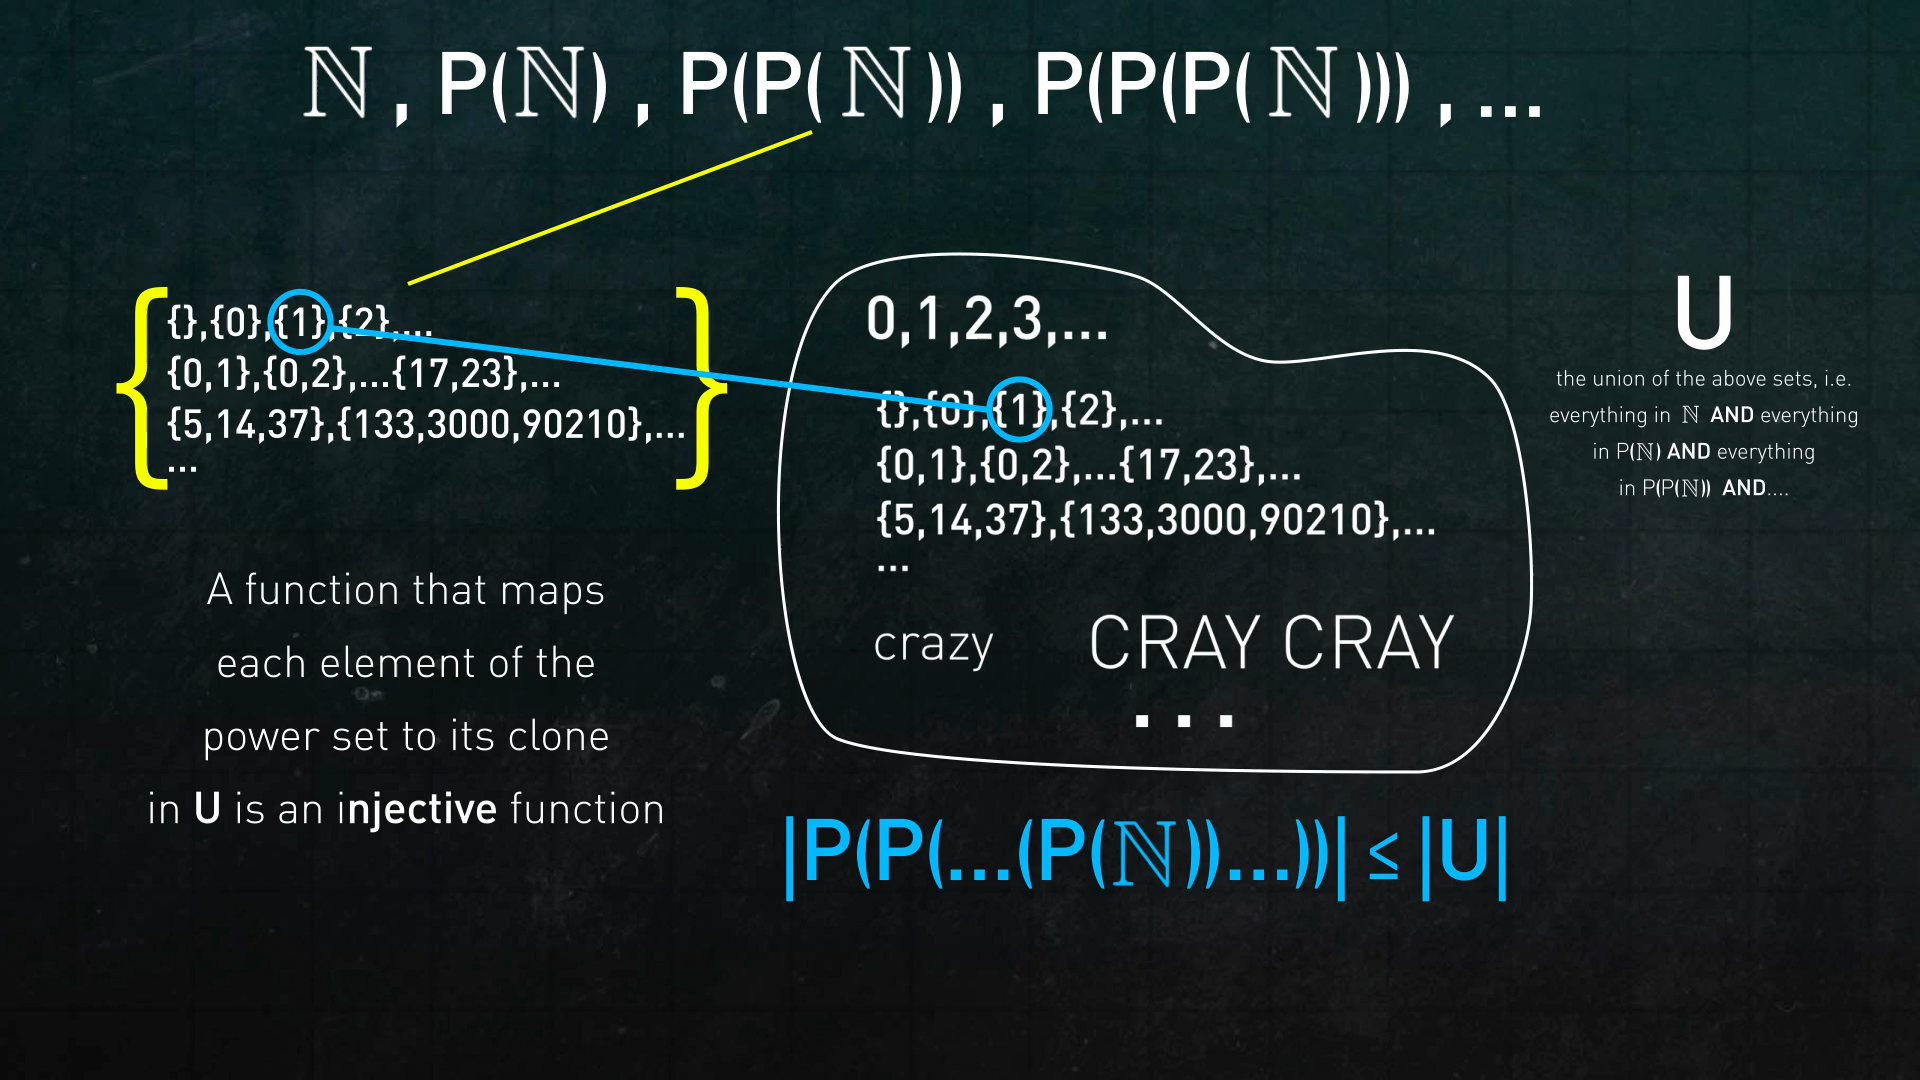 ℕ , P(ℕ) , P(P( ℕ )) , P(P(P( ℕ ))) , ...
{},{0},{1},{2},...
{0,1},{0,2},...{17,23},...
{5,14,37},{133,3000,90210},...
...
A function that maps
each element of the
power set to its clone
in U is an injective function
0,1,2,3,...
{},{0},{1},{2},...
{0,1},{0,2},...{17,23},...
{5,14,37},{133,3000,90210},...
...
crazy CRAY CRAY
...
|P(P(...(P(ℕ))...))| ≤ |U|
U
the union of the above sets, i.e.
everything in ℕ AND everything
in P(ℕ) AND everything
in P(P(ℕ)) AND....